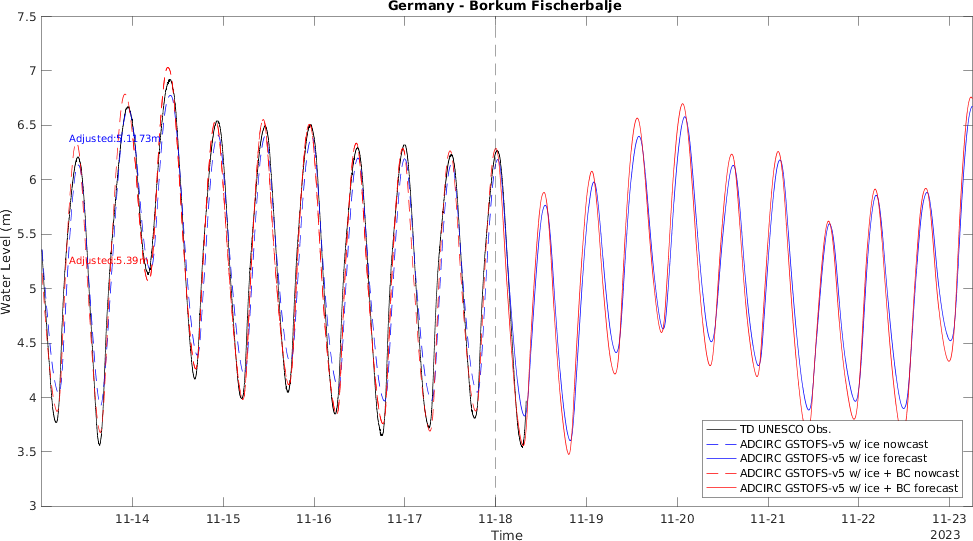 Germany - Borkum Fischerbalje
7.5
7
6.5
6
5.5
5
4.5
4
3.5
3
Water Level (m)
Adjusted:5.1173m
Adjusted:5.39m
TD UNESCO Obs.
ADCIRC GSTOFS-v5 w/ ice nowcast
ADCIRC GSTOFS-v5 w/ ice forecast
ADCIRC GSTOFS-v5 w/ ice + BC nowcast
ADCIRC GSTOFS-v5 w/ ice + BC forecast
11-14 11-15 11-16 11-17 11-18 11-19 11-20 11-21 11-22 11-23
Time
2023